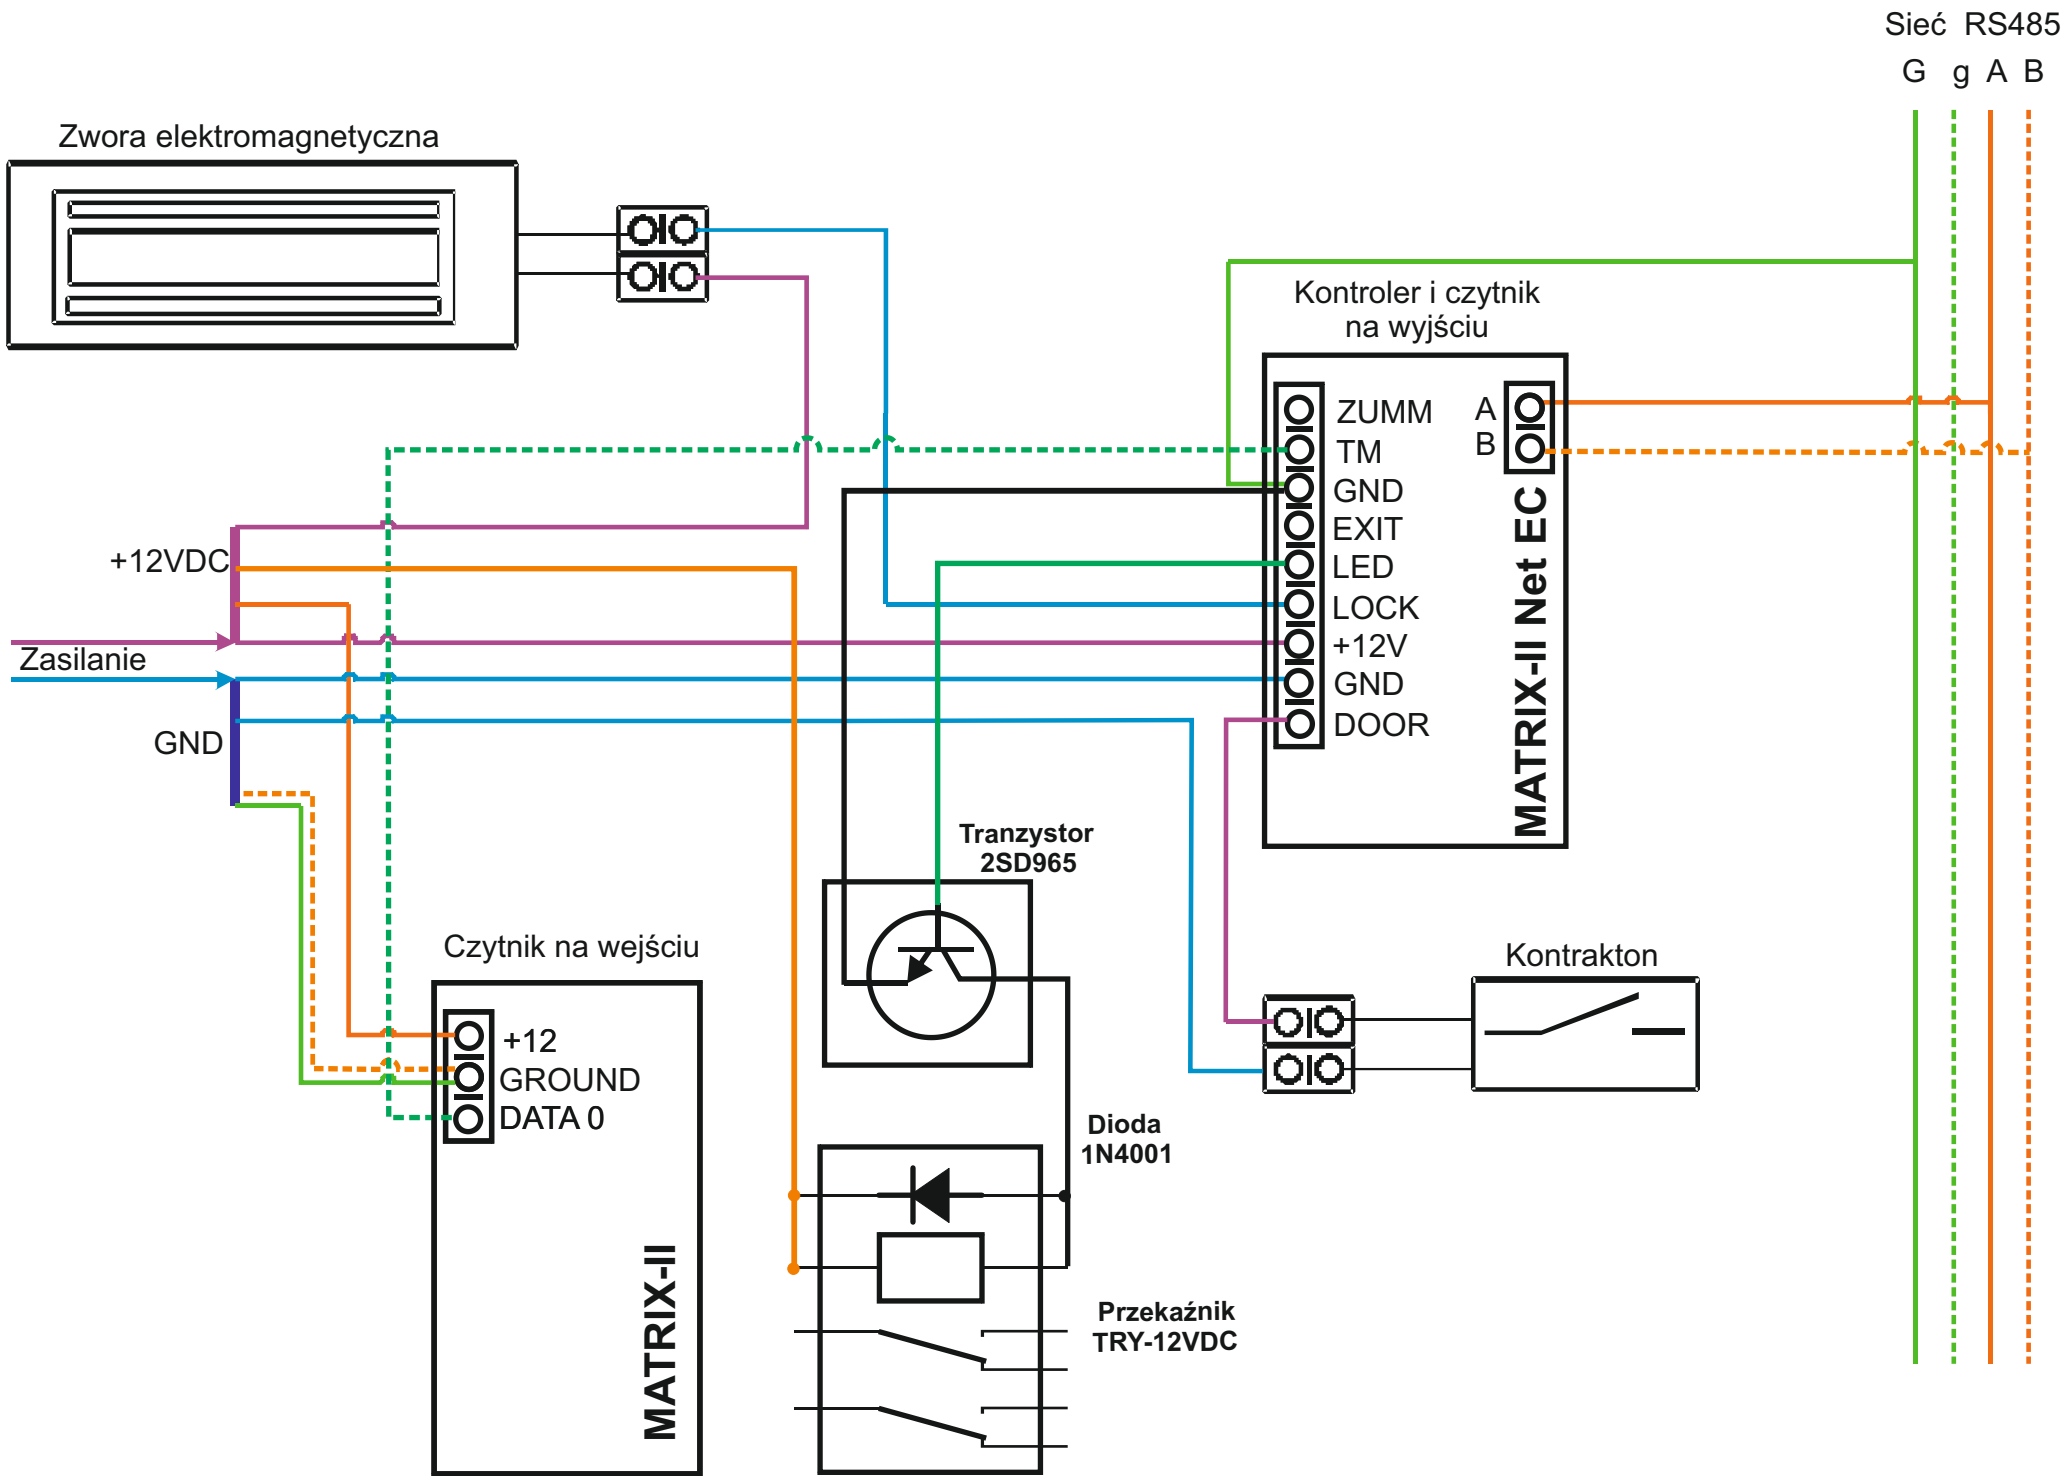 Sieć RS485
G g A B
Zwora elektromagnetyczna
Kontroler i czytnik
na wyjściu
ZUMM
TM
GND
EXIT
LED
LOCK
+12V
GND
DOOR
A
B
MATRIX-II Net EC
+12VDC
Zasilanie
GND
Tranzystor
2SD965
Czytnik na wejściu
+12
GROUND
DATA 0
MATRIX-II
Kontrakton
Dioda
1N4001
Przekaźnik
TRY-12VDC